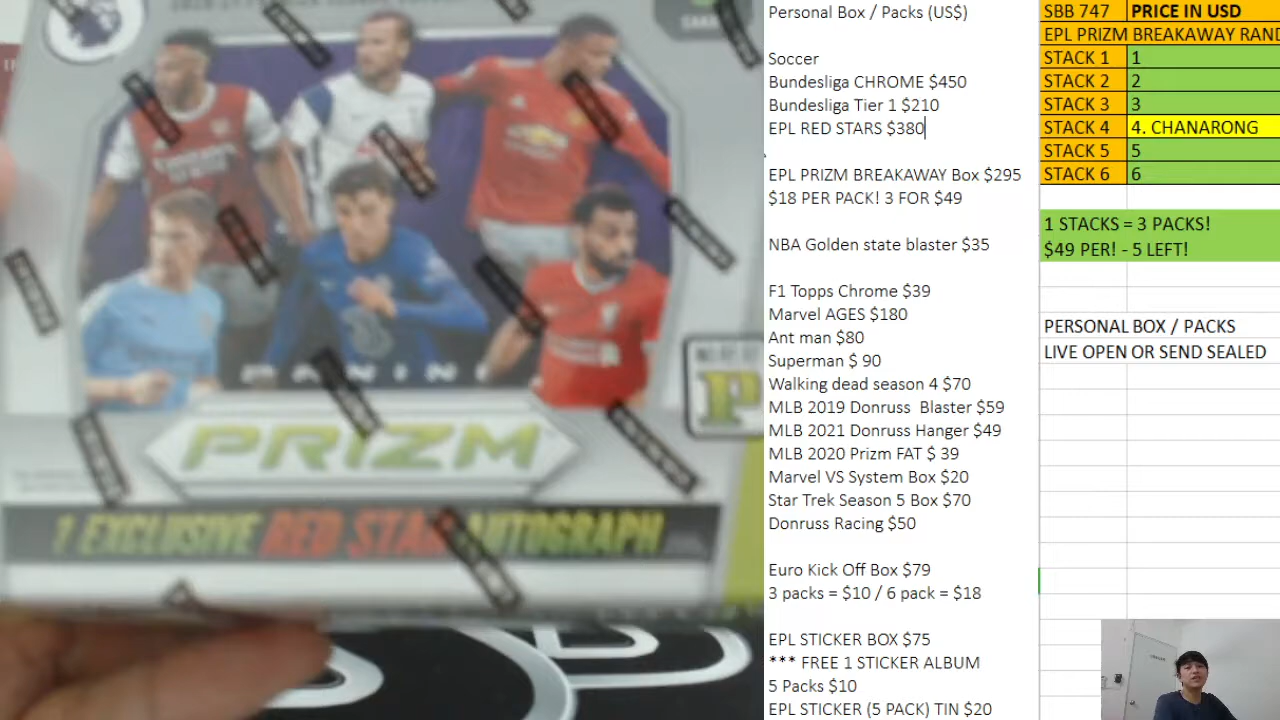 PANINI
PRIZM
1 EXCLUSIVE RED STAR AUTOGRAPH
Personal Box / Packs (US$)
Soccer
Bundesliga CHROME $450
Bundesliga Tier 1 $210
EPL RED STARS $380
EPL PRIZM BREAKAWAY Box $295
$18 PER PACK! 3 FOR $49
NBA Golden state blaster $35
F1 Topps Chrome $39
Marvel AGES $180
Ant man $80
Superman $ 90
Walking dead season 4 $70
MLB 2019 Donruss  Blaster $59
MLB 2021 Donruss Hanger $49
MLB 2020 Prizm FAT $ 39
Marvel VS System Box $20
Star Trek Season 5 Box $70
Donruss Racing $50
Euro Kick Off Box $79
3 packs = $10 / 6 pack = $18
EPL STICKER BOX $75
*** FREE 1 STICKER ALBUM
5 Packs $10
EPL STICKER (5 PACK) TIN $20
SBB 747 PRICE IN USD
EPL PRIZM BREAKAWAY RAND
STACK 1 1
STACK 2 2
STACK 3 3
STACK 4 4. CHANARONG
STACK 5 5
STACK 6 6
1 STACKS = 3 PACKS!
$49 PER! - 5 LEFT!
PERSONAL BOX / PACKS
LIVE OPEN OR SEND SEALED